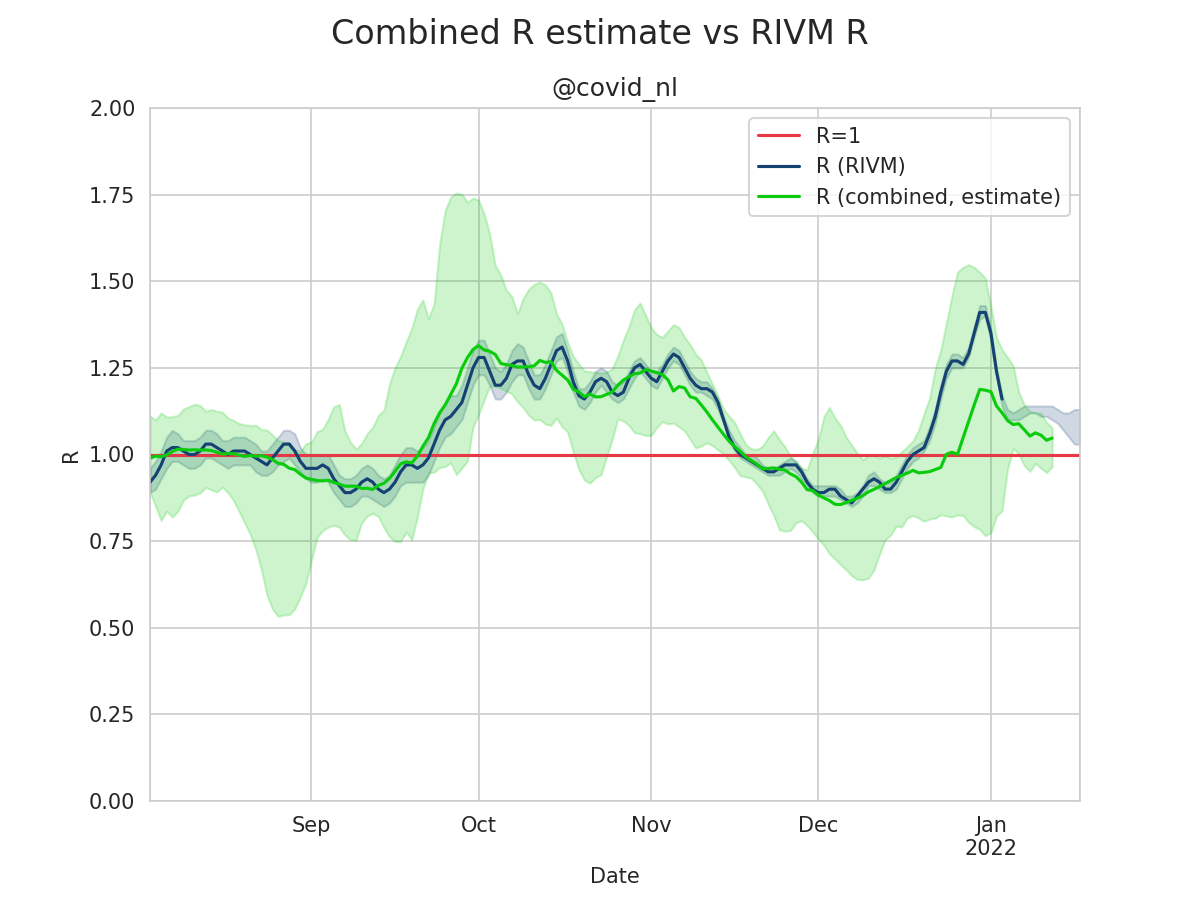 Combined R estimate vs RIVM R
@covid_nl
2.00
1.75
1.50
1.25
1.00
0.75
0.50
0.25
0.00
R
R=1
R (RIVM)
R (combined, estimate)
Sep
Oct
Nov
Dec
Jan
2022
Date